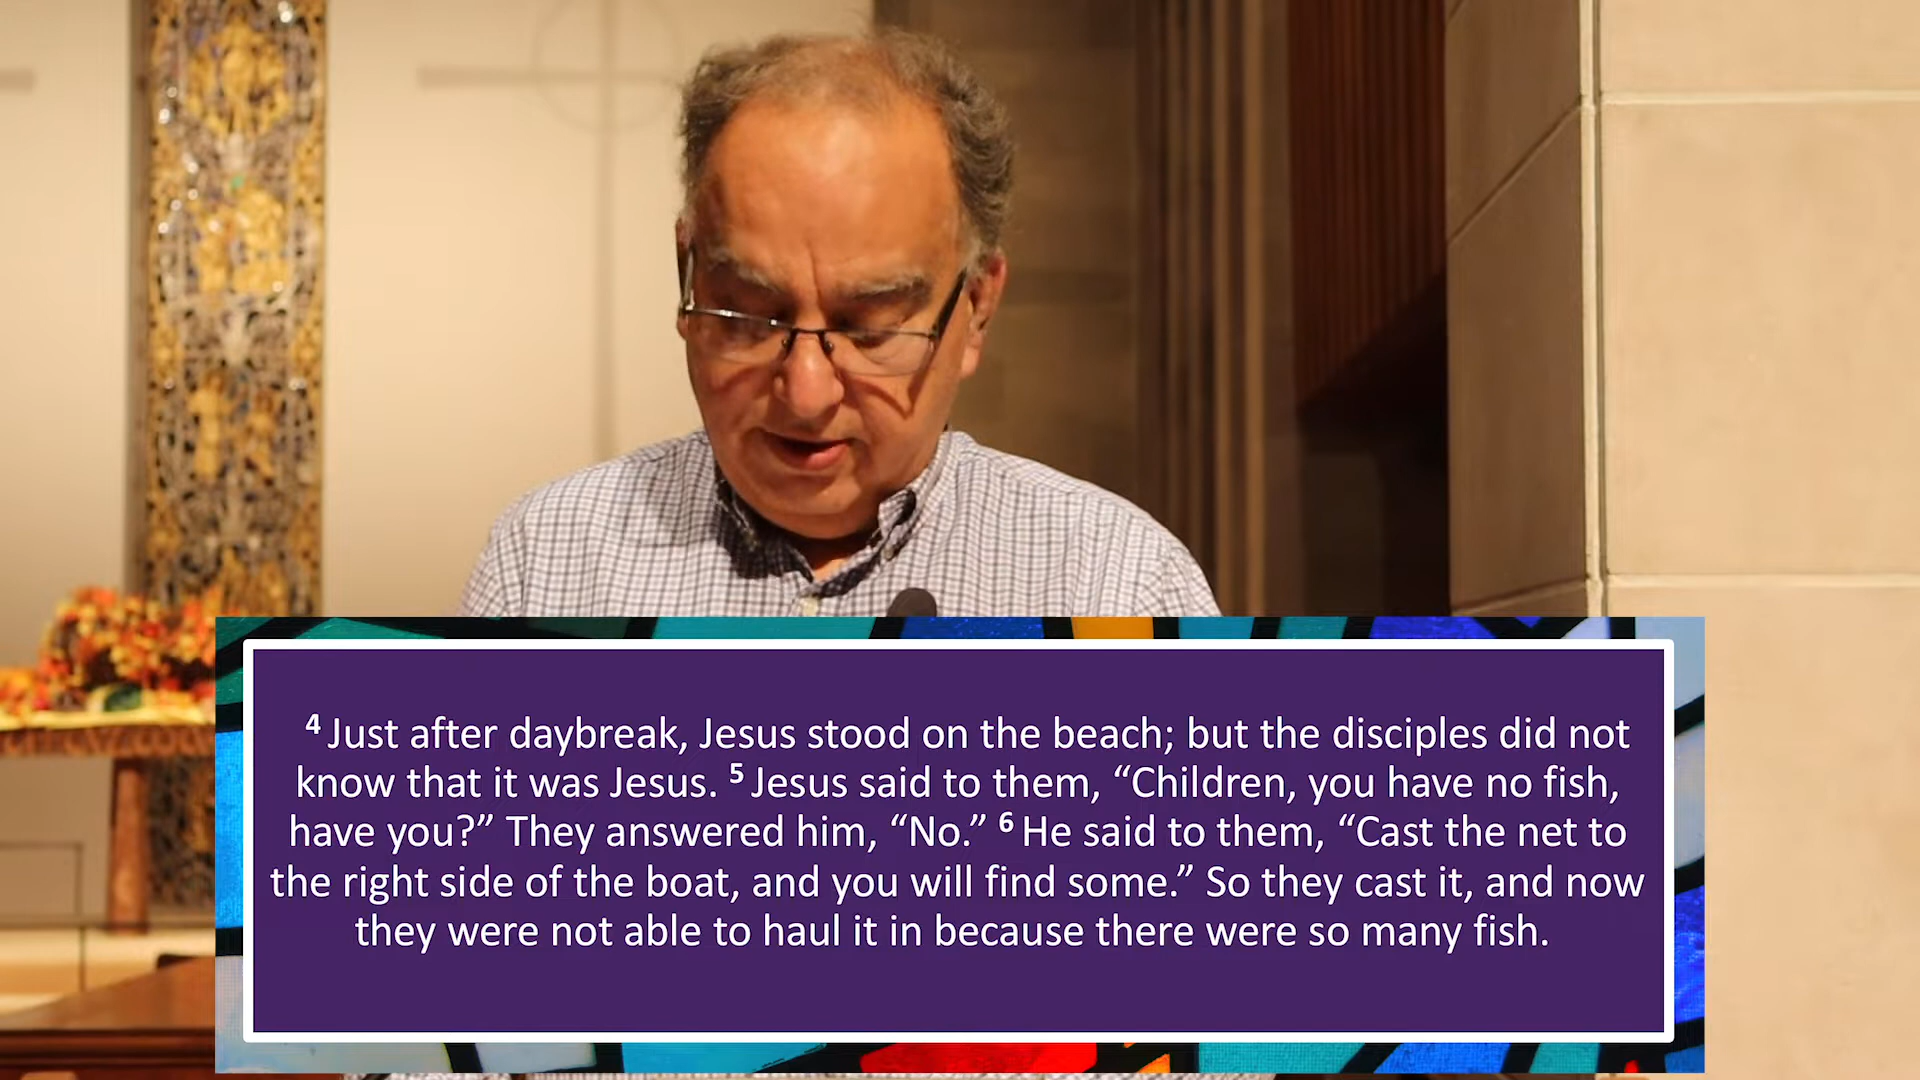 4 Just after daybreak, Jesus stood on the beach; but the disciples did not
know that it was Jesus. 5 Jesus said to them, “Children, you have no fish,
have you?” They answered him, “No.” 6 He said to them, “Cast the net to
the right side of the boat, and you will find some.” So they cast it, and now
they were not able to haul it in because there were so many fish.